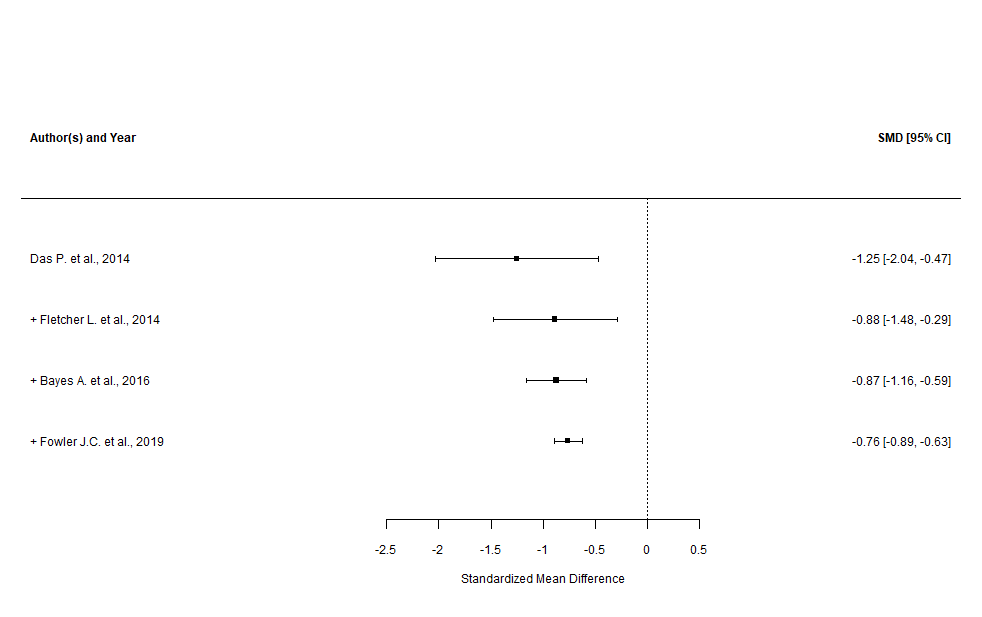 Author(s) and Year SMD [95% CI]
Das P. et al., 2014 -1.25 [-2.04, -0.47]
+ Fletcher L. et al., 2014 -0.88 [-1.48, -0.29]
+ Bayes A. et al., 2016 -0.87 [-1.16, -0.59]
+ Fowler J.C. et al., 2019 -0.76 [-0.89, -0.63]
-2.5 -2 -1.5 -1 -0.5 0 0.5
Standardized Mean Difference